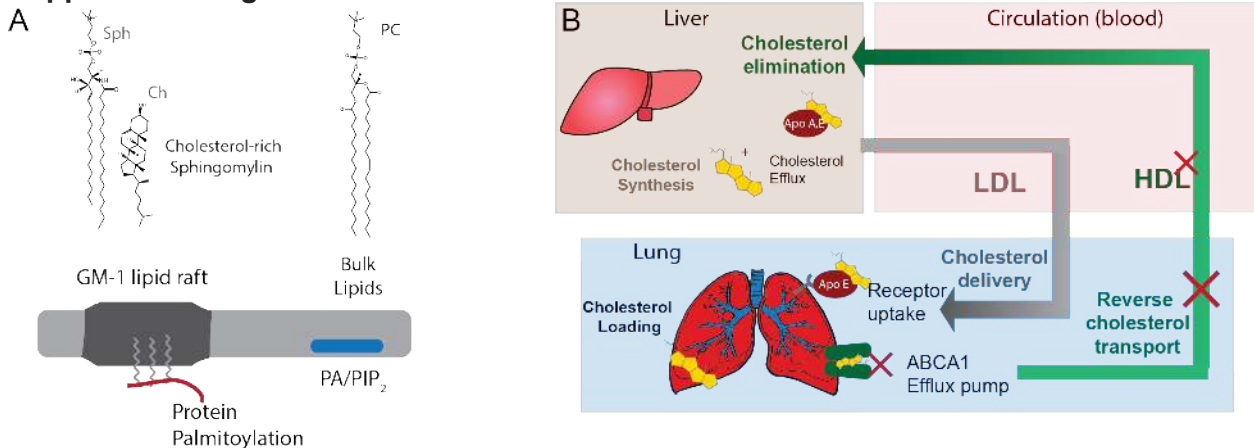 A
Sph
PC
Ch
Cholesterol-rich
Sphingomylin
GM-1 lipid raft
Bulk
Lipids
PA/PIP2
Protein
Palmitoylation
B
Liver
Circulation (blood)
Cholesterol
elimination
Apo A,E
Cholesterol
Synthesis
+
Cholesterol
Efflux
LDL
HDL
Lung
Cholesterol
Loading
Apo E
Receptor
uptake
Cholesterol
delivery
Reverse
cholesterol
transport
ABCA1
Efflux pump